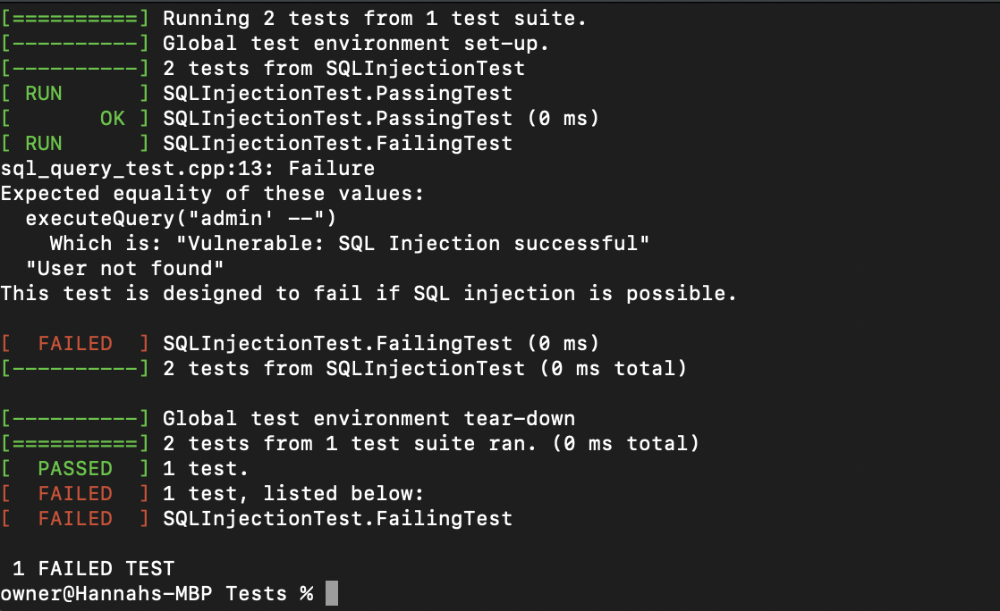 [==========] Running 2 tests from 1 test suite.
[----------] Global test environment set-up.
[----------] 2 tests from SQLInjectionTest
[ RUN      ] SQLInjectionTest.PassingTest
[       OK ] SQLInjectionTest.PassingTest (0 ms)
[ RUN      ] SQLInjectionTest.FailingTest
sql_query_test.cpp:13: Failure
Expected equality of these values:
  executeQuery("admin' --")
    Which is: "Vulnerable: SQL Injection successful"
  "User not found"
This test is designed to fail if SQL injection is possible.

[  FAILED  ] SQLInjectionTest.FailingTest (0 ms)
[----------] 2 tests from SQLInjectionTest (0 ms total)

[----------] Global test environment tear-down
[==========] 2 tests from 1 test suite ran. (0 ms total)
[  PASSED  ] 1 test.
[  FAILED  ] 1 test, listed below:
[  FAILED  ] SQLInjectionTest.FailingTest

 1 FAILED TEST
owner@Hannahs-MBP Tests %